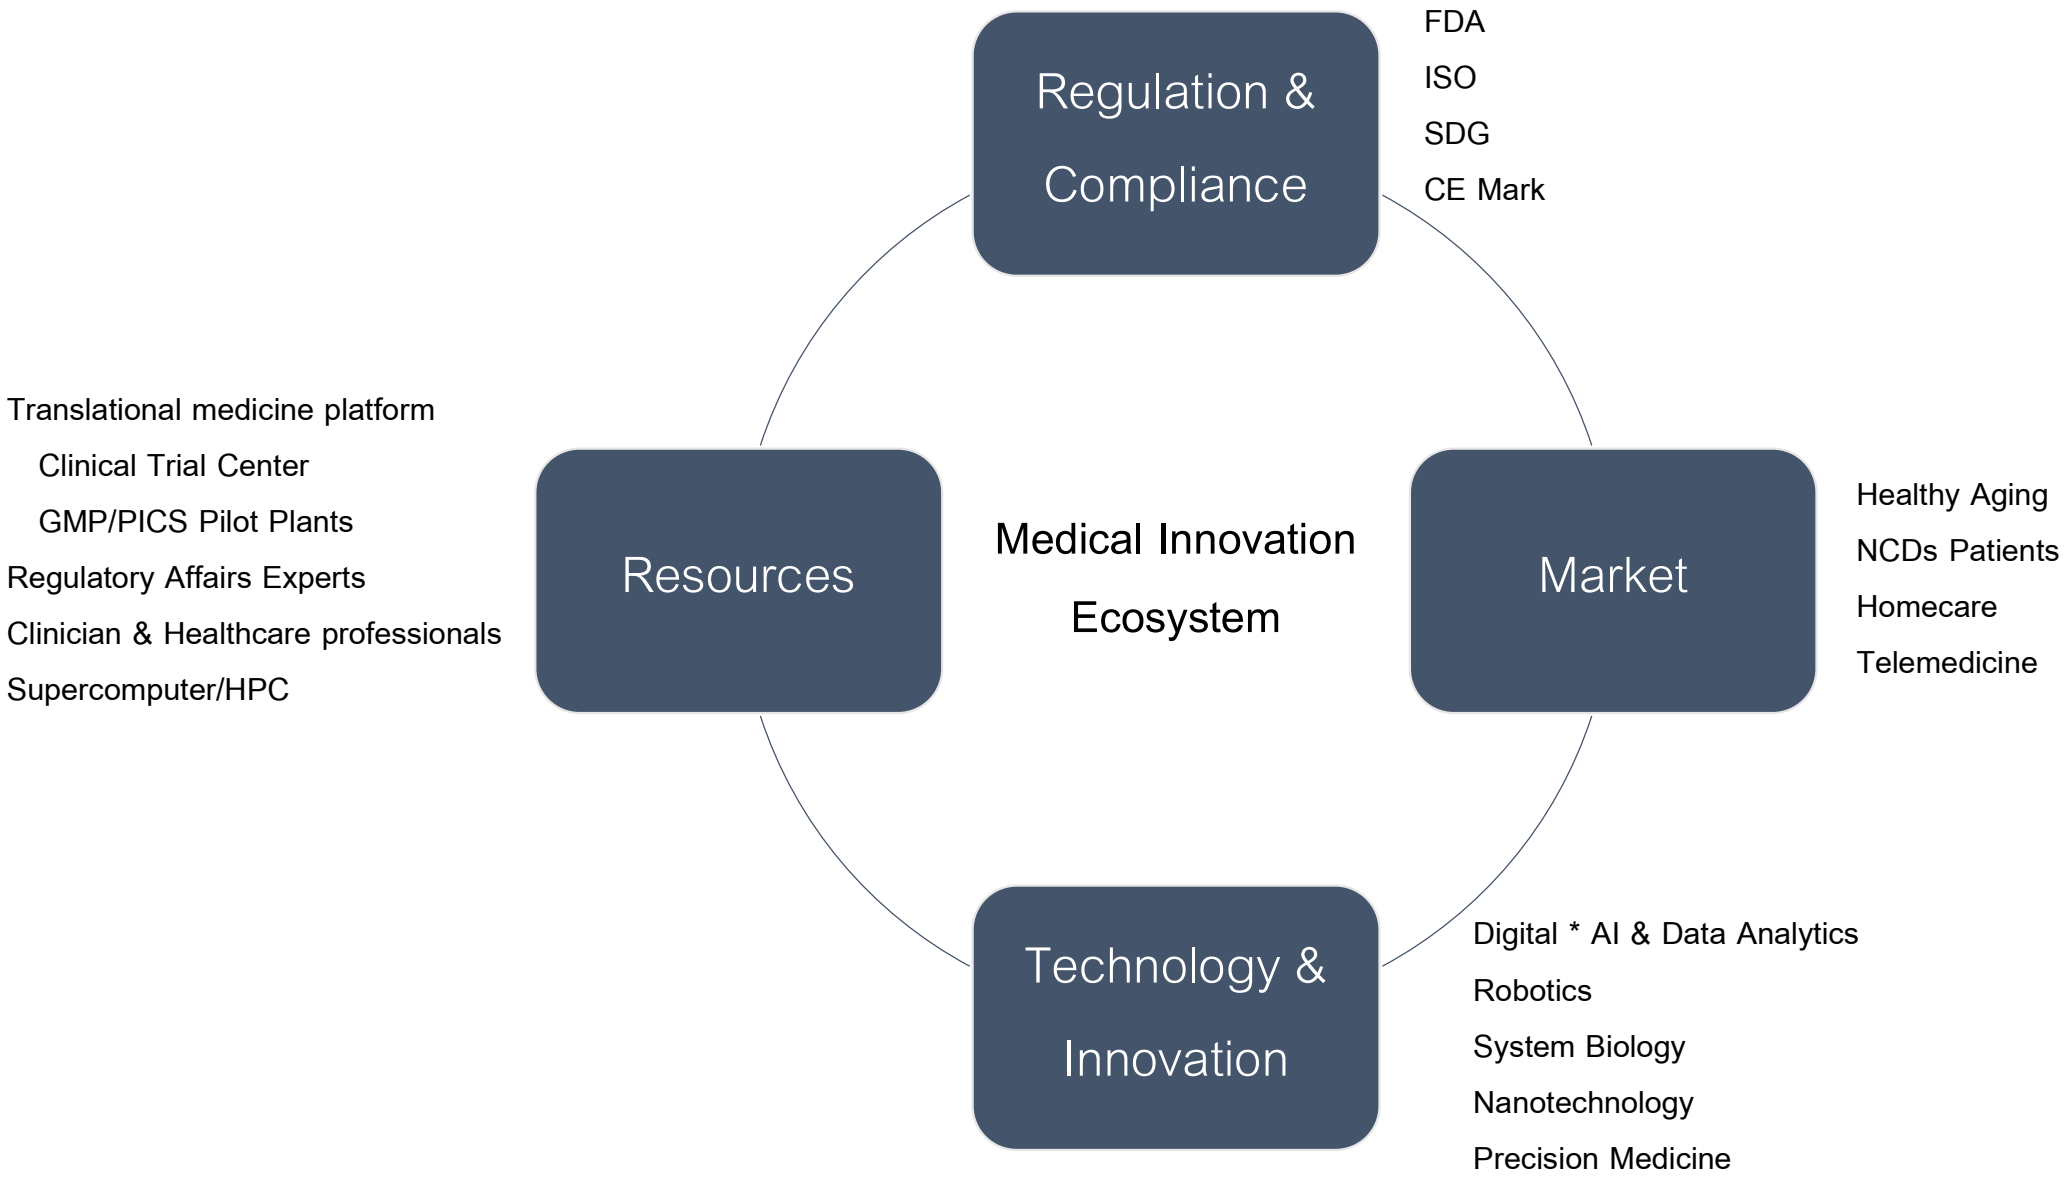 Regulation &
Compliance
FDA
ISO
SDG
CE Mark
Translational medicine platform
Clinical Trial Center
GMP/PICS Pilot Plants
Regulatory Affairs Experts
Clinician & Healthcare professionals
Supercomputer/HPC
Resources
Medical Innovation
Ecosystem
Market
Healthy Aging
NCDs Patients
Homecare
Telemedicine
Technology &
Innovation
Digital * AI & Data Analytics
Robotics
System Biology
Nanotechnology
Precision Medicine